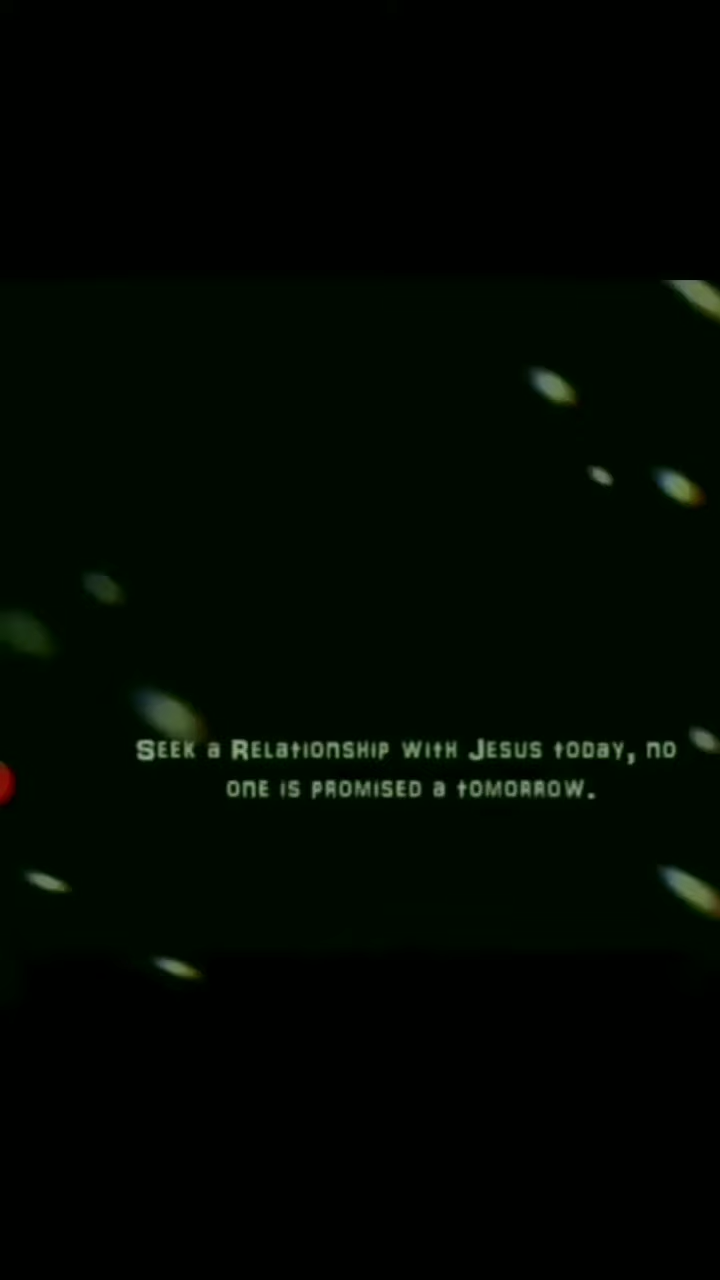 Seek a Relationship with Jesus today, no
one is promised a tomorrow.